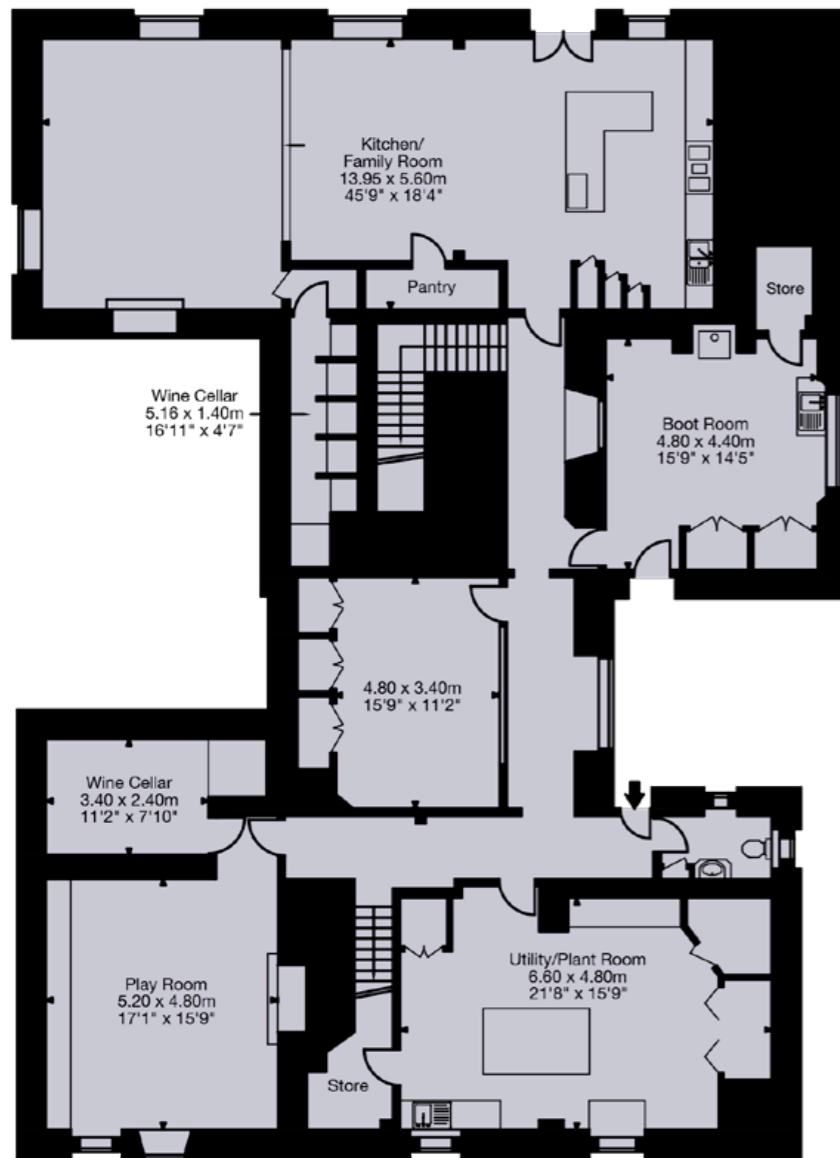 Kitchen/
Family Room
13.95 x 5.60m
45'9" x 18'4"
Pantry
Store
Wine Cellar
5.16 x 1.40m
16'11" x 4'7"
Boot Room
4.80 x 4.40m
15'9" x 14'5"
4.80 x 3.40m
15'9" x 11'2"
Wine Cellar
3.40 x 2.40m
11'2" x 7'10"
Play Room
5.20 x 4.80m
17'1" x 15'9"
Utility/Plant Room
6.60 x 4.80m
21'8" x 15'9"
Store